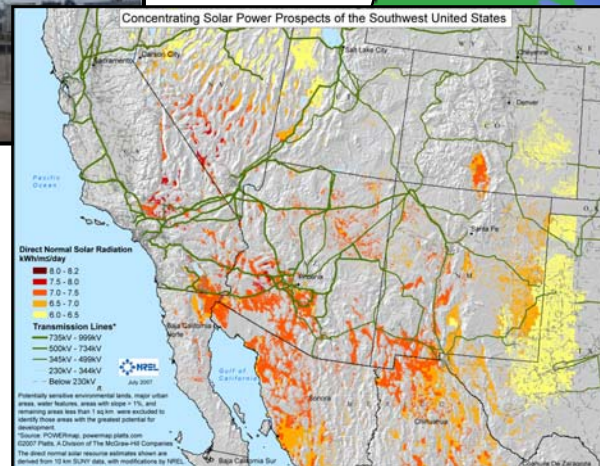 Concentrating Solar Power Prospects of the Southwest United States
Carson City
Sacramento
Salt Lake City
Cheyenne
W Y
N E
Denver
C O
N V
U T
C A
Pacific
Ocean
Santa Fe
N M
O K
Phoenix
T X
Direct Normal Solar Radiation
kWh/m²/day
8.0 - 8.2
7.5 - 8.0
7.0 - 7.5
6.5 - 7.0
6.0 - 6.5
Transmission Lines*
735kV - 999kV
500kV - 734kV
345kV - 499kV
230kV - 344kV
Below 230kV
NREL
July 2007
Baja California
Norte
Gulf of
California
Sonora
Chihuahua
Baja California Sur
Potentially sensitive environmental lands, major urban
areas, water features, areas with slope > 1%, and
remaining areas less than 1 sq km. were excluded to
identify those areas with the greatest potential for
development.
*Source: POWERmap, powermap.platts.com
©2007 Platts, A Division of The McGraw-Hill Companies
The direct normal solar resource estimates shown are
derived from 10 km SUNY data, with modifications by NREL.